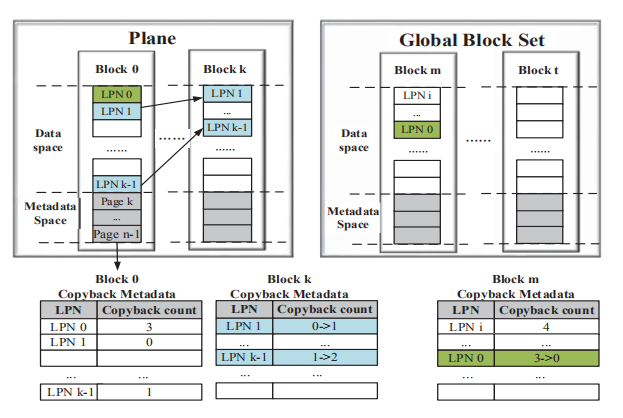 Plane
Global Block Set
Block 0
Block k
Block m
Block t
LPN 0
LPN 1
LPN 1
...
LPN k-1
LPN i
...
LPN 0
Data
space
......
......
......
Data
space
......
......
......
LPN k-1
Metadata
Space
Page k
...
Page n-1
Metadata
Space
Block 0
Copyback Metadata
LPN Copyback count
LPN 0 3
LPN 1 0
... ...
LPN k-1 1
Block k
Copyback Metadata
LPN Copyback count
LPN 1 0->1
... ...
LPN k-1 1->2
... ...
Block m
Copyback Metadata
LPN Copyback count
LPN i 4
... ...
LPN 0 3->0
... ...